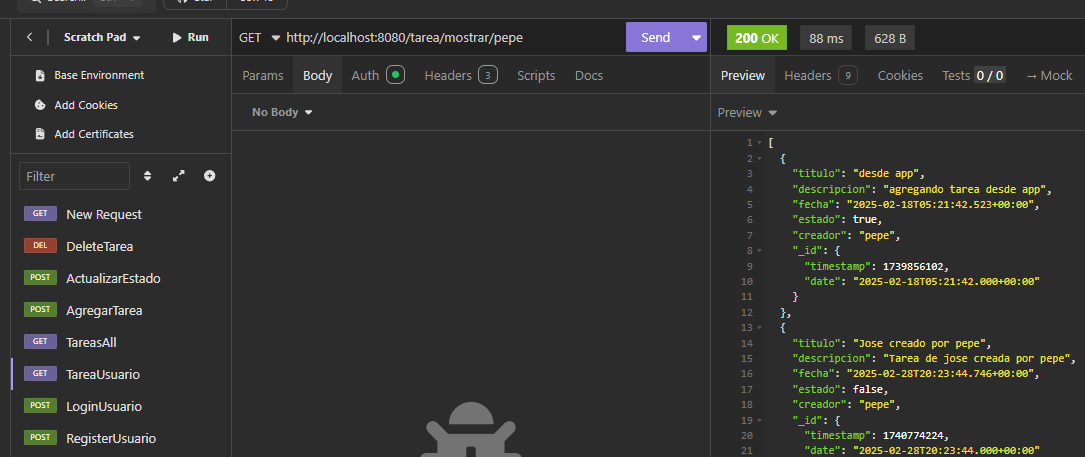 Scratch Pad
Run
Base Environment
Add Cookies
Add Certificates
Filter
GET New Request
DEL DeleteTarea
POST ActualizarEstado
POST AgregarTarea
GET TareasAll
GET TareaUsuario
POST LoginUsuario
POST RegisterUsuario
GET http://localhost:8080/tarea/mostrar/pepe Send
Params Body Auth Headers 3 Scripts Docs
No Body
200 OK 88 ms 628 B
Preview Headers 9 Cookies Tests 0 / 0 → Mock
Preview
1 [
2 {
3 "titulo": "desde app",
4 "descripcion": "agregando tarea desde app",
5 "fecha": "2025-02-18T05:21:42.523+00:00",
6 "estado": true,
7 "creador": "pepe",
8 "_id": {
9 "timestamp": 1739856102,
10 "date": "2025-02-18T05:21:42.000+00:00"
11 }
12 },
13 {
14 "titulo": "Jose creado por pepe",
15 "descripcion": "Tarea de jose creada por pepe",
16 "fecha": "2025-02-28T20:23:44.746+00:00",
17 "estado": false,
18 "creador": "pepe",
19 "_id": {
20 "timestamp": 1740774224,
21 "date": "2025-02-28T20:23:44.000+00:00"